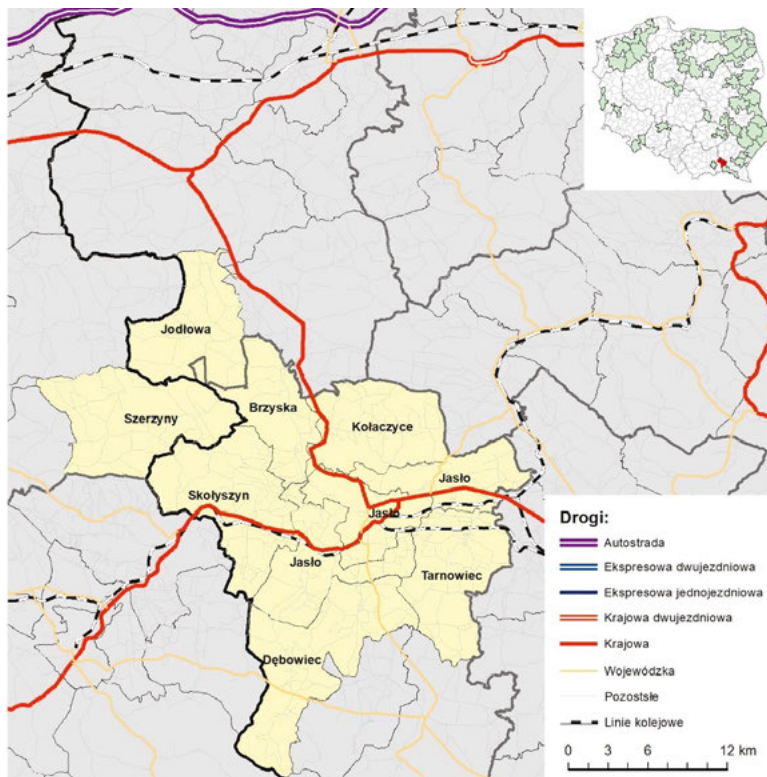 Jodłowa
Szerzyny
Brzyska
Kołaczyce
Jasło
Skołyszyn
Jasło
Jasło
Tarnowiec
Dębowiec
Drogi:
Autostrada
Ekspresowa dwujezdniowa
Ekspresowa jednojezdniowa
Krajowa dwujezdniowa
Krajowa
Wojewódzka
Pozostsłe
Linie kolejowe
0 3 6 12 km